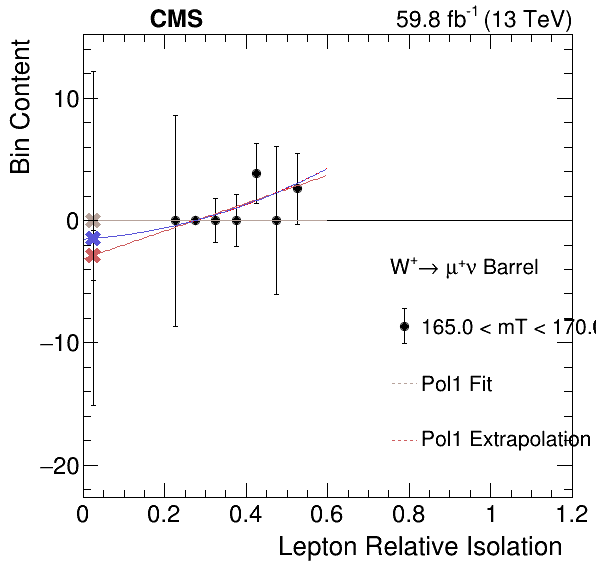 CMS 59.8 fb⁻¹ (13 TeV)
Bin Content
10
0
−10
−20
W⁺→ μ⁺ν Barrel
165.0 < mT < 170.0
Pol1 Fit
Pol1 Extrapolation
0 0.2 0.4 0.6 0.8 1 1.2
Lepton Relative Isolation